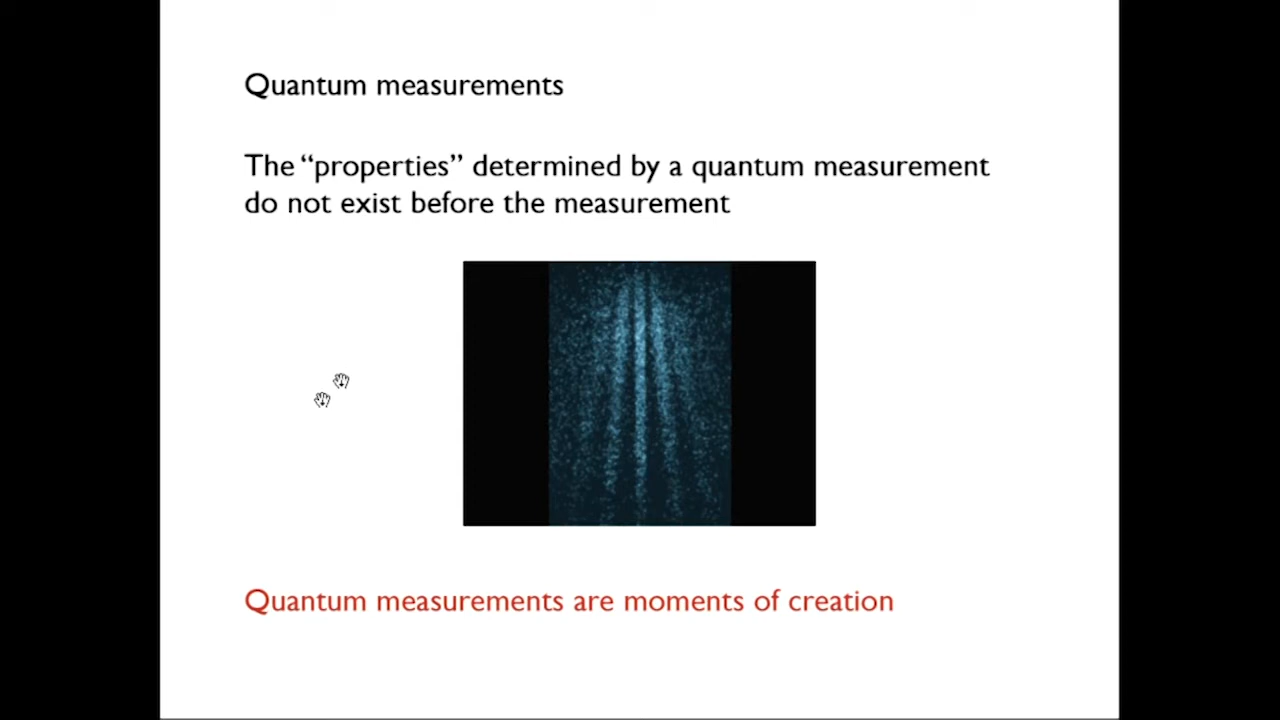 Quantum measurements
The “properties” determined by a quantum measurement
do not exist before the measurement
Quantum measurements are moments of creation